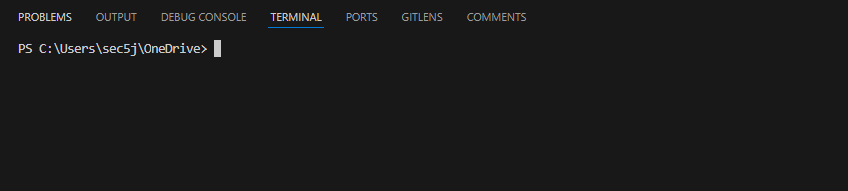 PROBLEMS OUTPUT DEBUG CONSOLE TERMINAL PORTS GITLENS COMMENTS
PS C:\Users\sec5j\OneDrive>